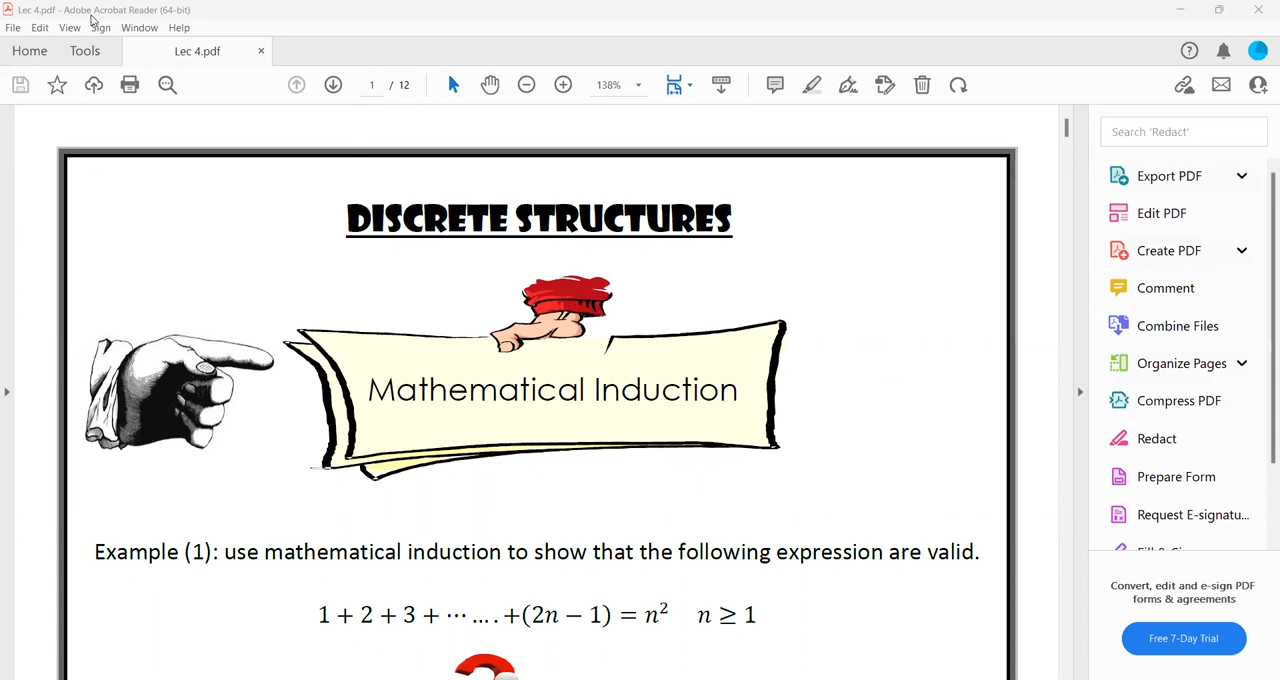 Lec 4.pdf - Adobe Acrobat Reader (64-bit)
File Edit View Sign Window Help
Home Tools Lec 4.pdf
1 / 12 138%
Search 'Redact'
Export PDF
Edit PDF
Create PDF
Comment
Combine Files
Organize Pages
Compress PDF
Redact
Prepare Form
Request E-signatu...
DISCRETE STRUCTURES
Mathematical Induction
Example (1): use mathematical induction to show that the following expression are valid.
1 + 2 + 3 + ⋯ … . +(2n − 1) = n² n ≥ 1
Convert, edit and e-sign PDF
forms & agreements
Free 7-Day Trial